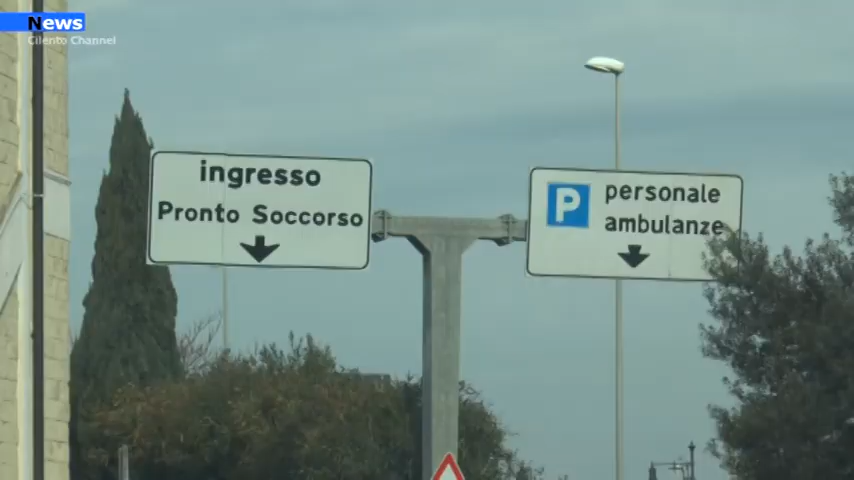 News
Cilento Channel
ingresso
Pronto Soccorso
P personale
ambulanze